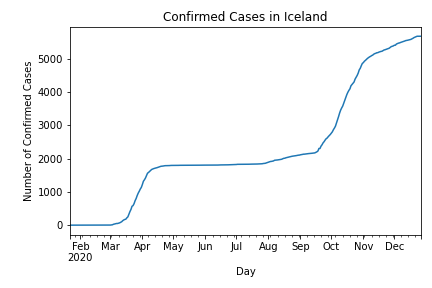 Confirmed Cases in Iceland
Number of Confirmed Cases
5000
4000
3000
2000
1000
0
Feb Mar Apr May Jun Jul Aug Sep Oct Nov Dec
2020
Day